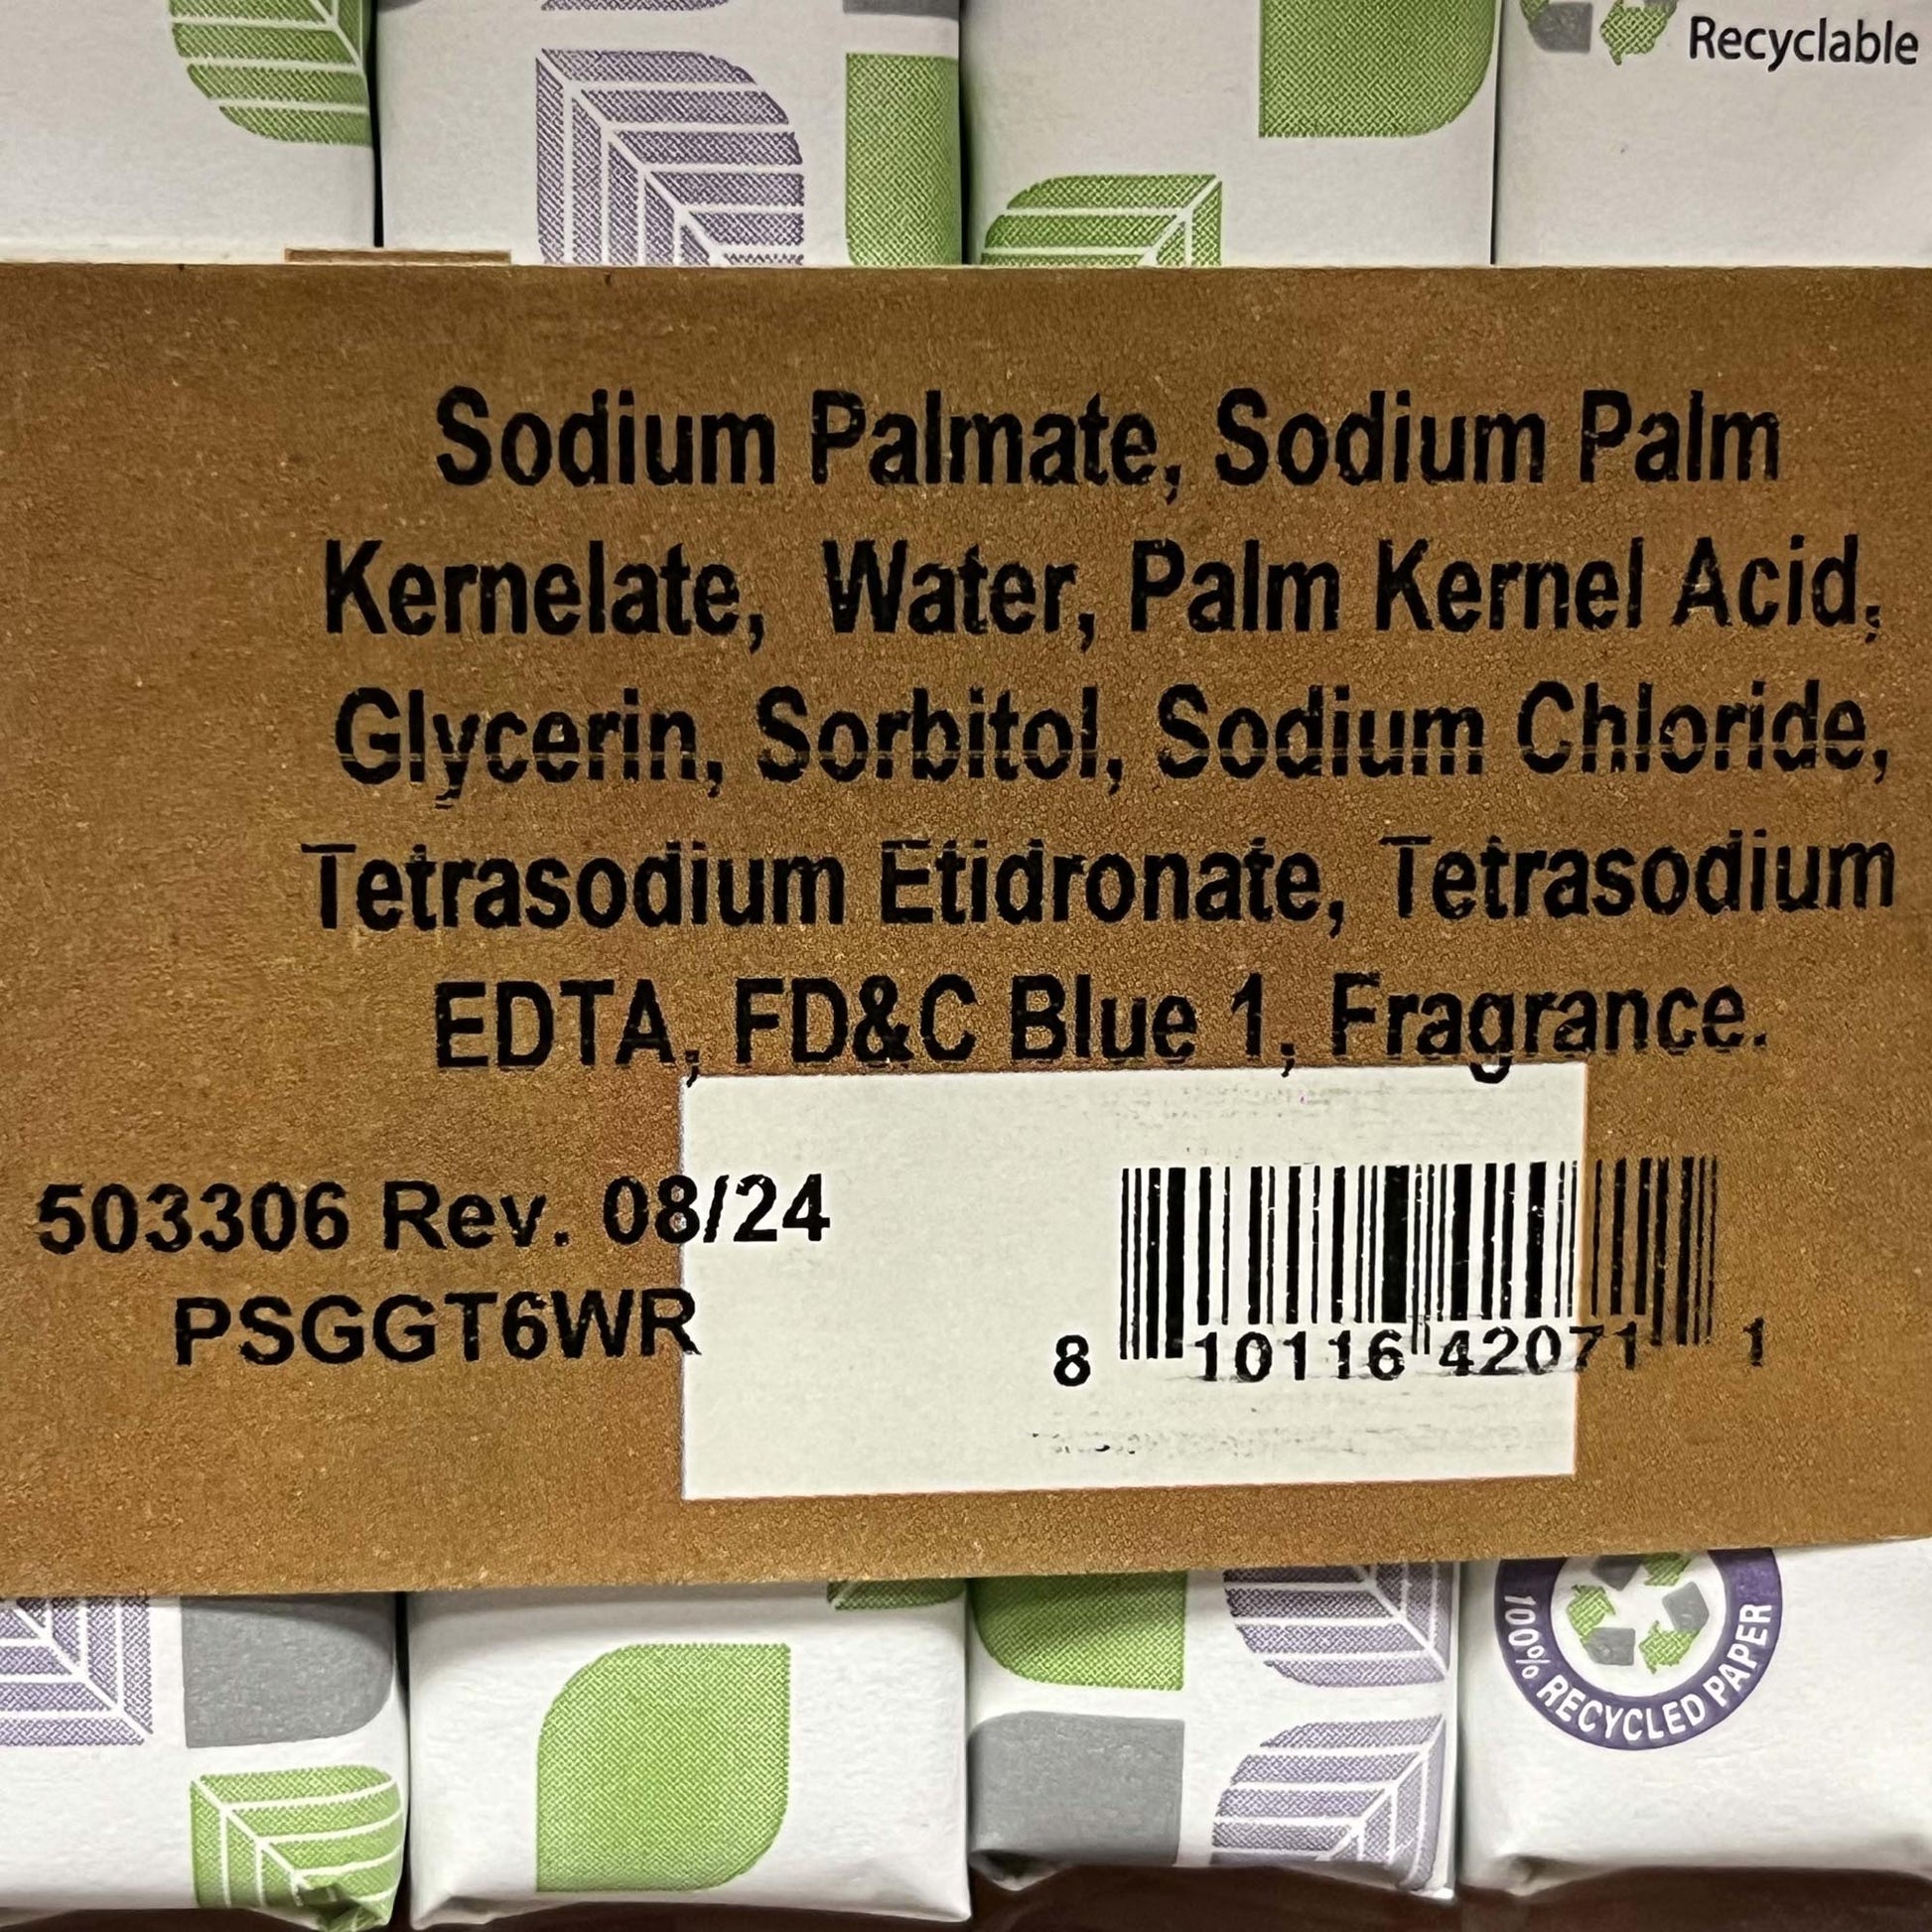 Recyclable
Sodium Palmate, Sodium Palm
Kernelate, Water, Palm Kernel Acid,
Glycerin, Sorbitol, Sodium Chloride,
Tetrasodium Etidronate, Tetrasodium
EDTA, FD&C Blue 1, Fragrance.
503306 Rev. 08/24
PSGGT6WR
8 10116 42071 1
100% RECYCLED PAPER